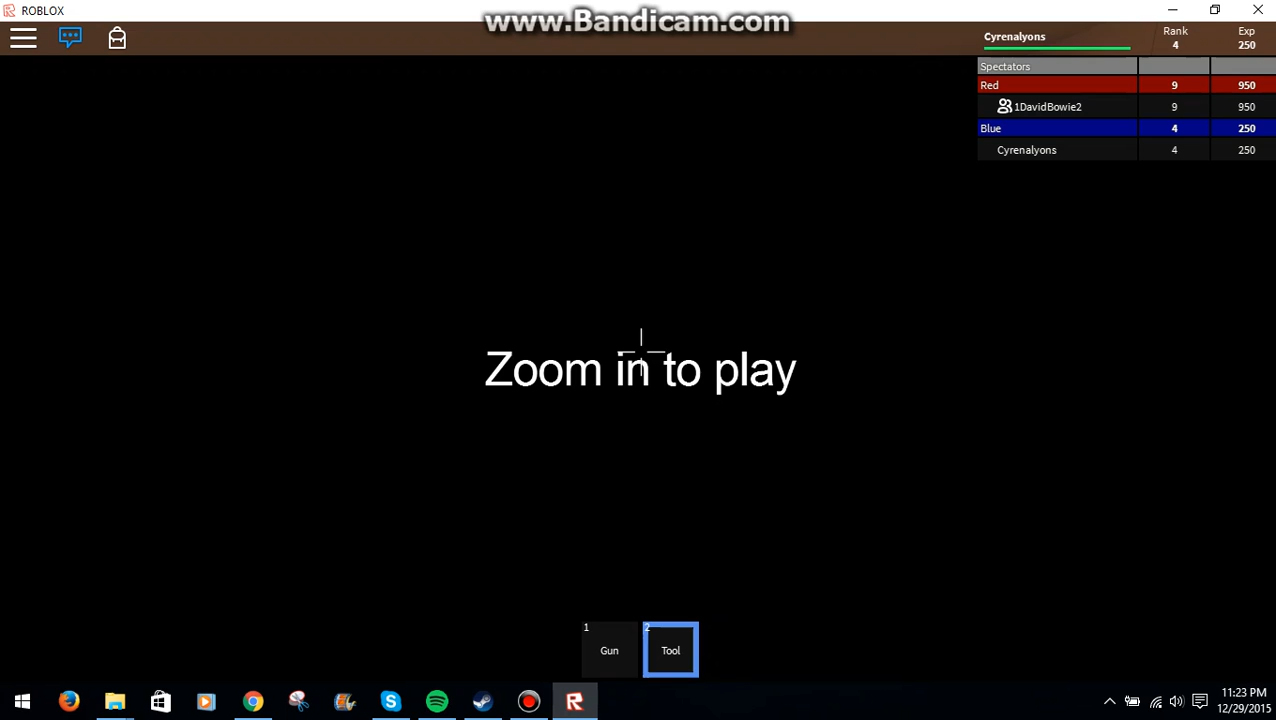 ROBLOX
www.Bandicam.com
Cyrenalyons
Rank
4
Exp
250
Spectators
Red 9 950
1DavidBowie2 9 950
Blue 4 250
Cyrenalyons 4 250
Zoom in to play
1
Gun
2
Tool
11:23 PM
12/29/2015